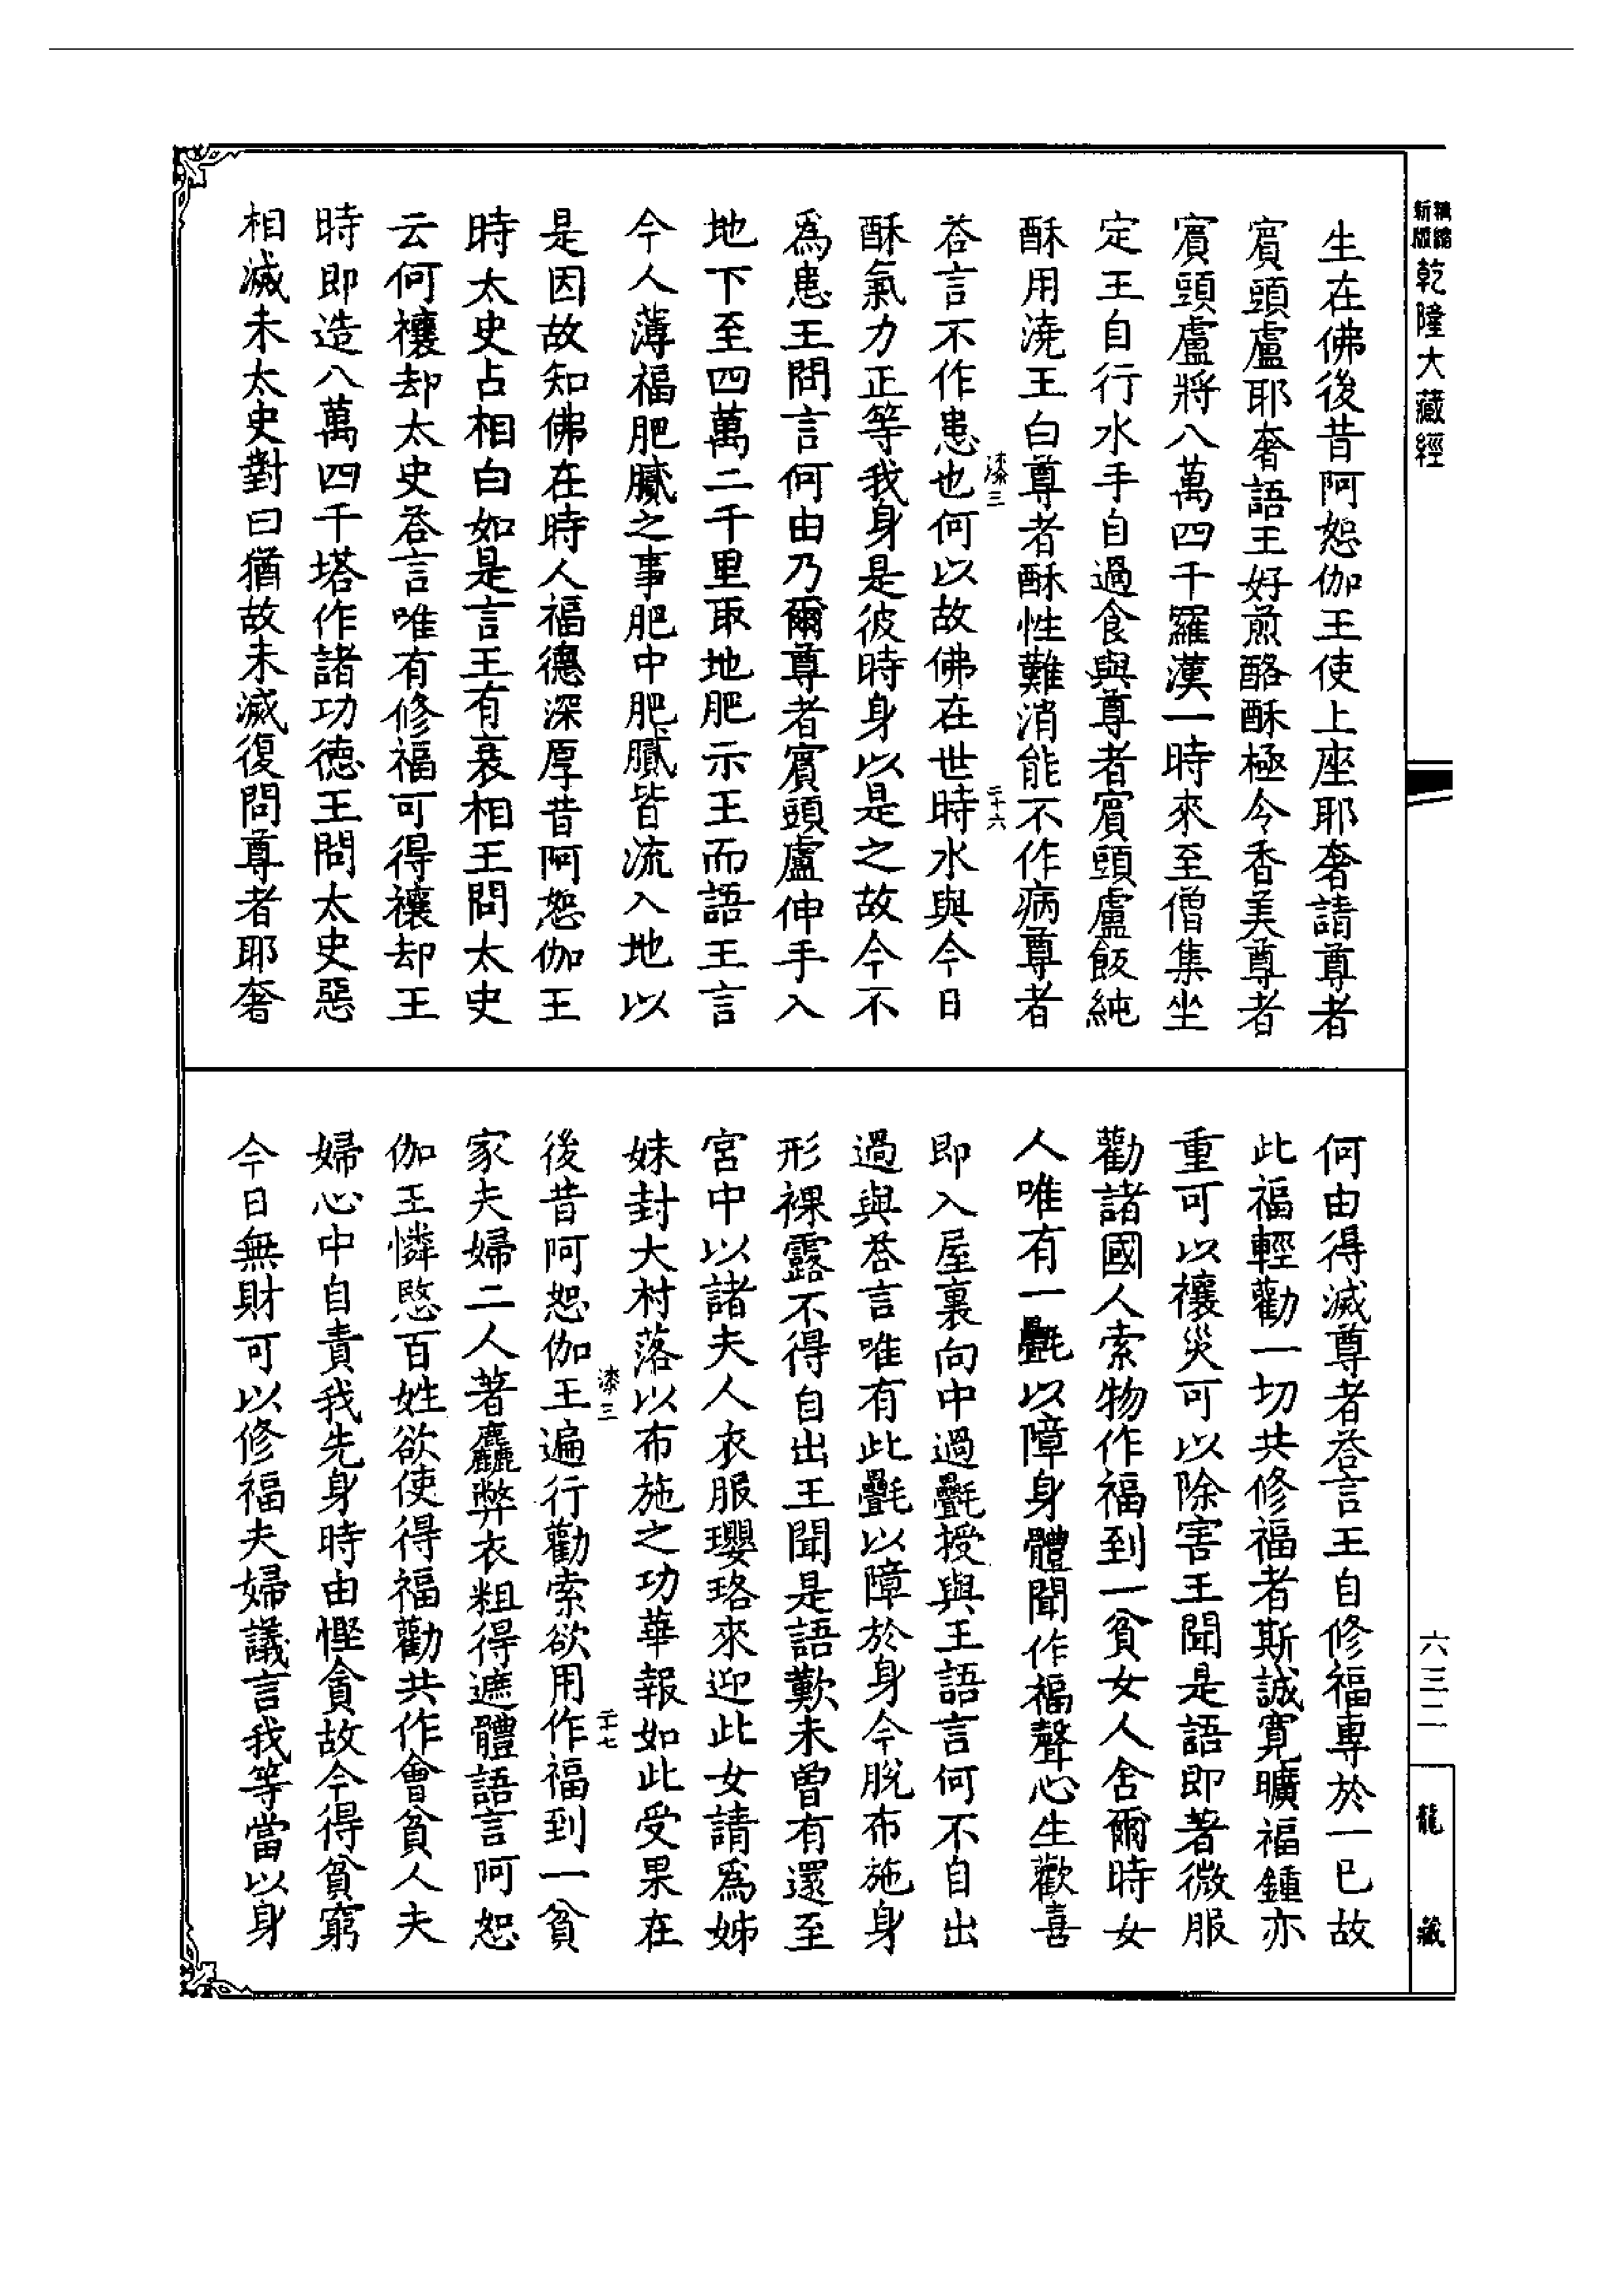 精縮新版乾隆大藏經
生在佛後昔阿恕伽王使上座耶奢請尊者
賓頭盧耶奢語王好煎酪酥極令香美尊者
賓頭盧將八萬四千羅漢一時來至僧集坐
定王自行水手自過食與尊者賓頭盧飯純
酥用澆王白尊者酥性難消能不作病尊者
漆三
二十六
荅言不作患也何以故佛在世時水與今日
酥氣力正等我身是彼時身以是之故今不
爲患王問言何由乃爾尊者賓頭盧伸手入
地下至四萬二千里取地肥示王而語王言
今人薄福肥膩之事肥中肥膩皆流入地以
是因故知佛在時人福德深厚昔阿恕伽王
時太史占相白如是言王有衰相王問太史
云何禳却太史荅言唯有修福可得禳却王
時即造八萬四千塔作諸功德王問太史惡
相滅未太史對曰猶故未滅復問尊者耶奢
何由得滅尊者荅言王自修福專於一已故
此福輕勸一切共修福者斯誠寬曠福鍾亦
重可以禳災可以除害王聞是語即著微服
勸諸國人索物作福到一貧女人舍爾時女
人唯有一㲲以障身體聞作福聲心生歡喜
即入屋裏向中過㲲授與王語言何不自出
過與荅言唯有此㲲以障於身今脫布施身
形裸露不得自出王聞是語歎未曾有還至
宮中以諸夫人衣服瓔珞來迎此女請爲姊
妹封大村落以布施之功華報如此受果在
漆三
二十七
後昔阿恕伽王遍行勸索欲用作福到一貧
家夫婦二人著麤弊衣粗得遮體語言阿恕
伽王憐愍百姓欲使得福勸共作會貧人夫
婦心中自責我先身時由慳貪故今得貧窮
今日無財可以修福夫婦議言我等當以身
六三二
龍藏